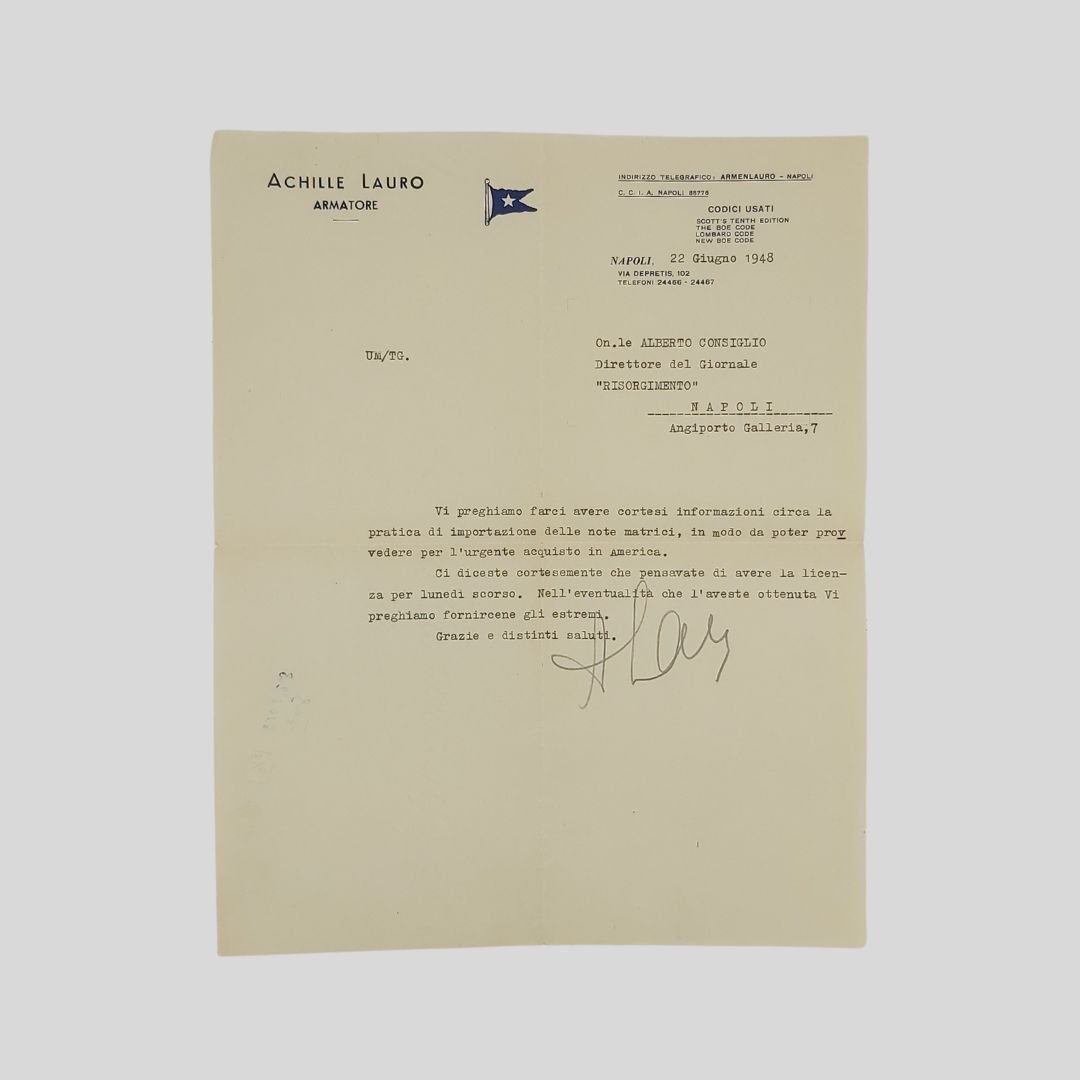 ACHILLE LAURO
ARMATORE
INDIRIZZO TELEGRAFICO: ARMENLAURO - NAPOLI
C. C. I. A. NAPOLI 88776
CODICI USATI
SCOTT'S TENTH EDITION
THE BOE CODE
LOMBARD CODE
NEW BOE CODE
NAPOLI, 22 Giugno 1948
VIA DEPRETIS, 102
TELEFONI 24466 - 24467
UM/TG.
On.le ALBERTO CONSIGLIO
Direttore del Giornale
"RISORGIMENTO"
N A P O L I
Angiporto Galleria,7
Vi preghiamo farci avere cortesi informazioni circa la
pratica di importazione delle note matrici, in modo da poter prov
vedere per l'urgente acquisto in America.
Ci diceste cortesemente che pensavate di avere la licen-
za per lunedì scorso. Nell'eventualità che l'aveste ottenuta Vi
preghiamo fornircene gli estremi.
Grazie e distinti saluti.